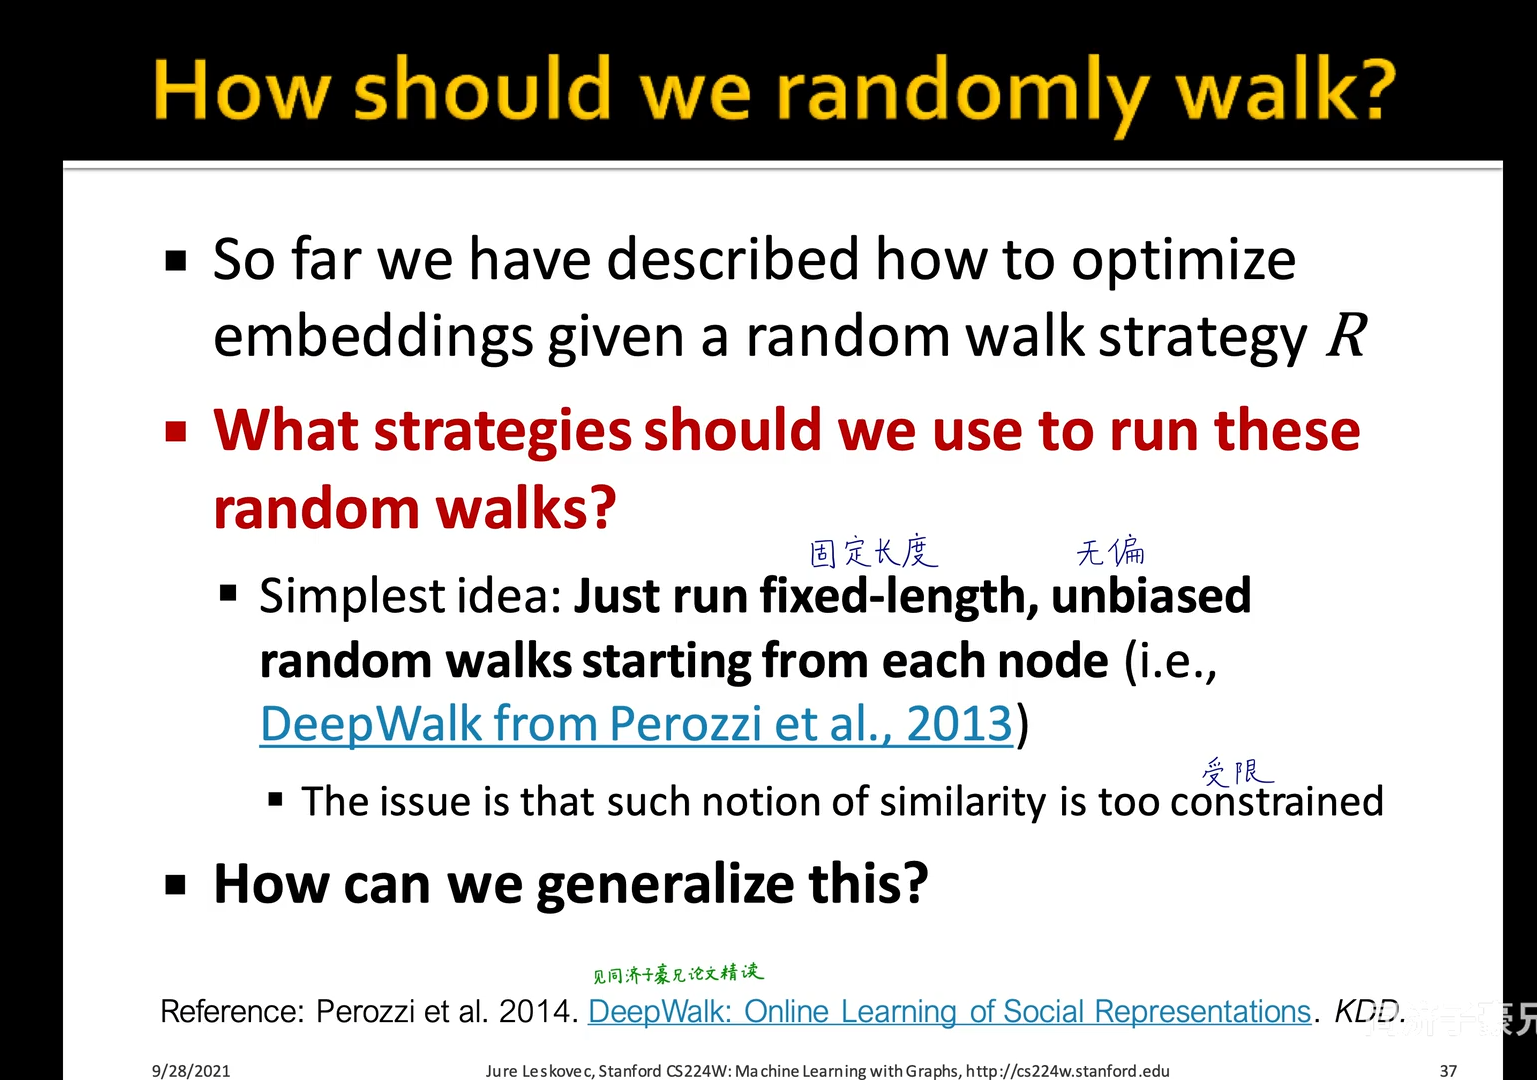 How should we randomly walk?
▪ So far we have described how to optimize
embeddings given a random walk strategy R
▪ What strategies should we use to run these
random walks?
固定长度 无偏
▪ Simplest idea: Just run fixed-length, unbiased
random walks starting from each node (i.e.,
DeepWalk from Perozzi et al., 2013)
受限
▪ The issue is that such notion of similarity is too constrained
▪ How can we generalize this?
见同济子豪兄论文精读
Reference: Perozzi et al. 2014. DeepWalk: Online Learning of Social Representations. KDD.
同济子豪兄
9/28/2021 Jure Leskovec, Stanford CS224W: Machine Learning with Graphs, http://cs224w.stanford.edu 37